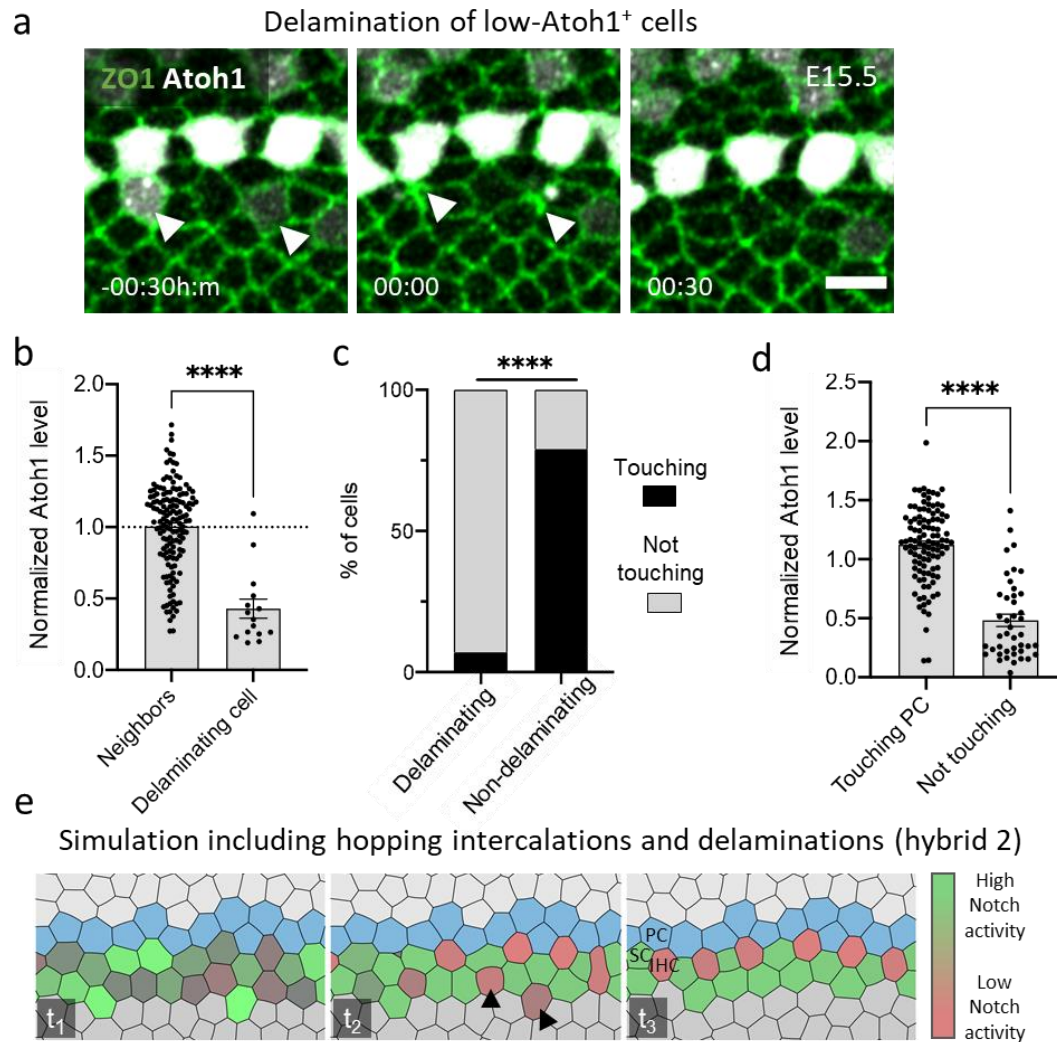 a
Delamination of low-Atoh1+ cells
ZO1 Atoh1
E15.5
-00:30h:m
00:00
00:30
b
Normalized Atoh1 level
2.0
1.5
1.0
0.5
0.0
****
Neighbors
Delaminating cell
c
% of cells
100
50
0
****
Delaminating
Non-delaminating
Touching
Not
touching
d
Normalized Atoh1 level
2.5
2.0
1.5
1.0
0.5
0.0
****
Touching PC
Not touching
e
Simulation including hopping intercalations and delaminations (hybrid 2)
t1
t2
t3
PC
SC
IHC
High
Notch
activity
Low
Notch
activity